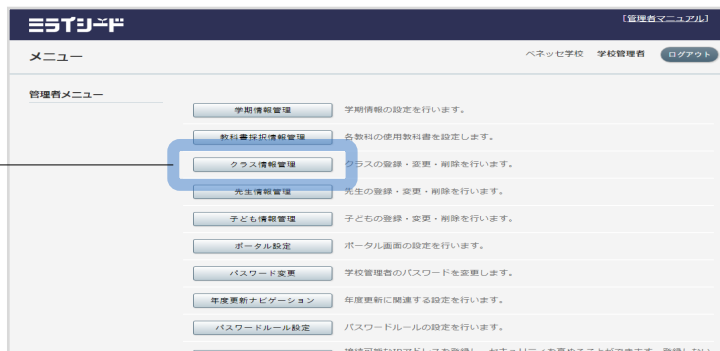 ミライシード
[管理者マニュアル]
メニュー
ベネッセ学校 学校管理者 ログアウト
管理者メニュー
学期情報管理 学期情報の設定を行います。
教科書採択情報管理 各教科の使用教科書を設定します。
クラス情報管理 クラスの登録・変更・削除を行います。
先生情報管理 先生の登録・変更・削除を行います。
子ども情報管理 子どもの登録・変更・削除を行います。
ポータル設定 ポータル画面の設定を行います。
パスワード変更 学校管理者のパスワードを変更します。
年度更新ナビゲーション 年度更新に関連する設定を行います。
パスワードルール設定 パスワードルールの設定を行います。